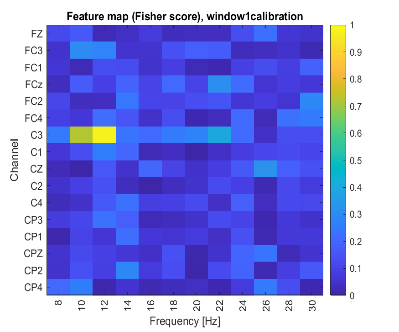 Feature map (Fisher score), window1calibration
FZ
FC3
FC1
FCz
FC2
FC4
C3
C1
CZ
C2
C4
CP3
CP1
CPZ
CP2
CP4
Channel
8 10 12 14 16 18 20 22 24 26 28 30
Frequency [Hz]
1
0.9
0.8
0.7
0.6
0.5
0.4
0.3
0.2
0.1
0